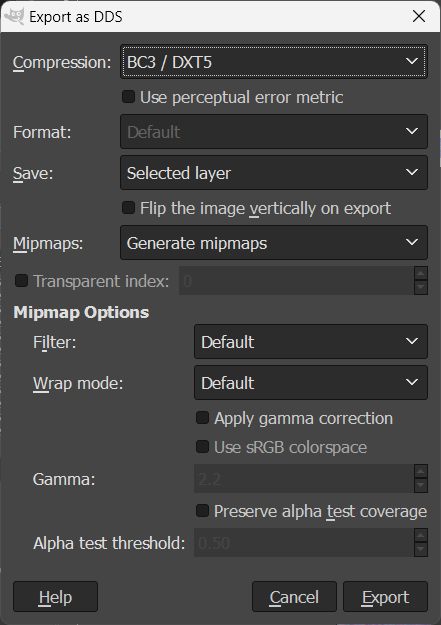 Export as DDS
Compression: BC3 / DXT5
Use perceptual error metric
Format: Default
Save: Selected layer
Flip the image vertically on export
Mipmaps: Generate mipmaps
Transparent index: 0
Mipmap Options
Filter: Default
Wrap mode: Default
Apply gamma correction
Use sRGB colorspace
Gamma: 2.2
Preserve alpha test coverage
Alpha test threshold: 0.50
Help Cancel Export